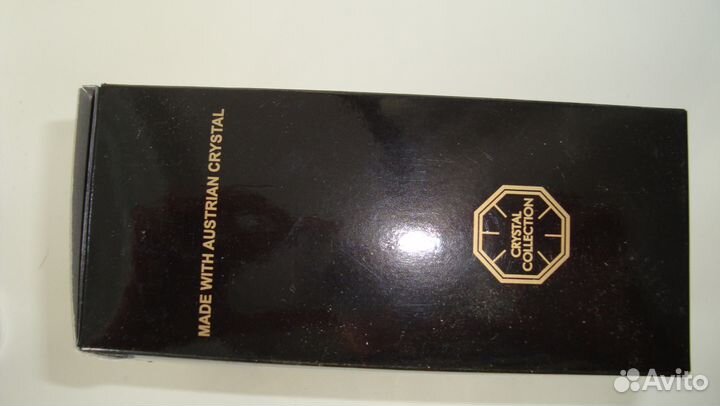 MADE WITH AUSTRIAN CRYSTAL
CRYSTAL
COLLECTION
Avito